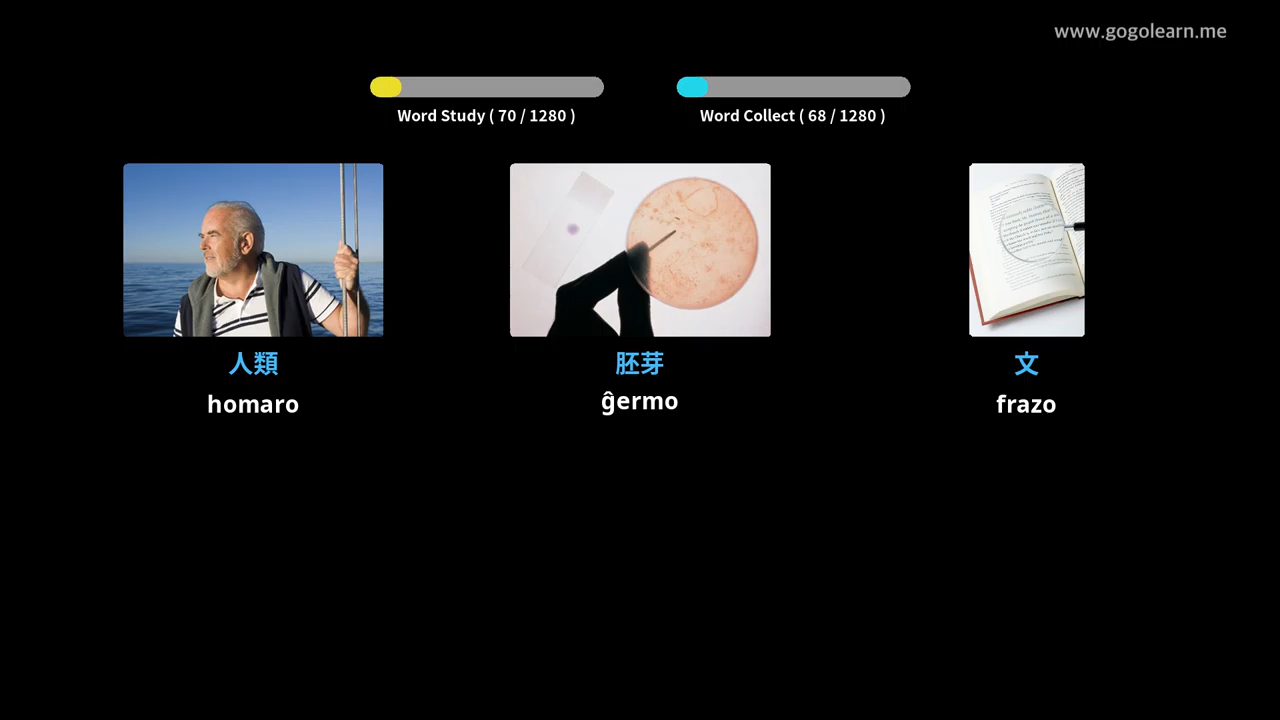 www.gogolearn.me
Word Study ( 70 / 1280 )
Word Collect ( 68 / 1280 )
人類
胚芽
文
homaro
ĝermo
frazo